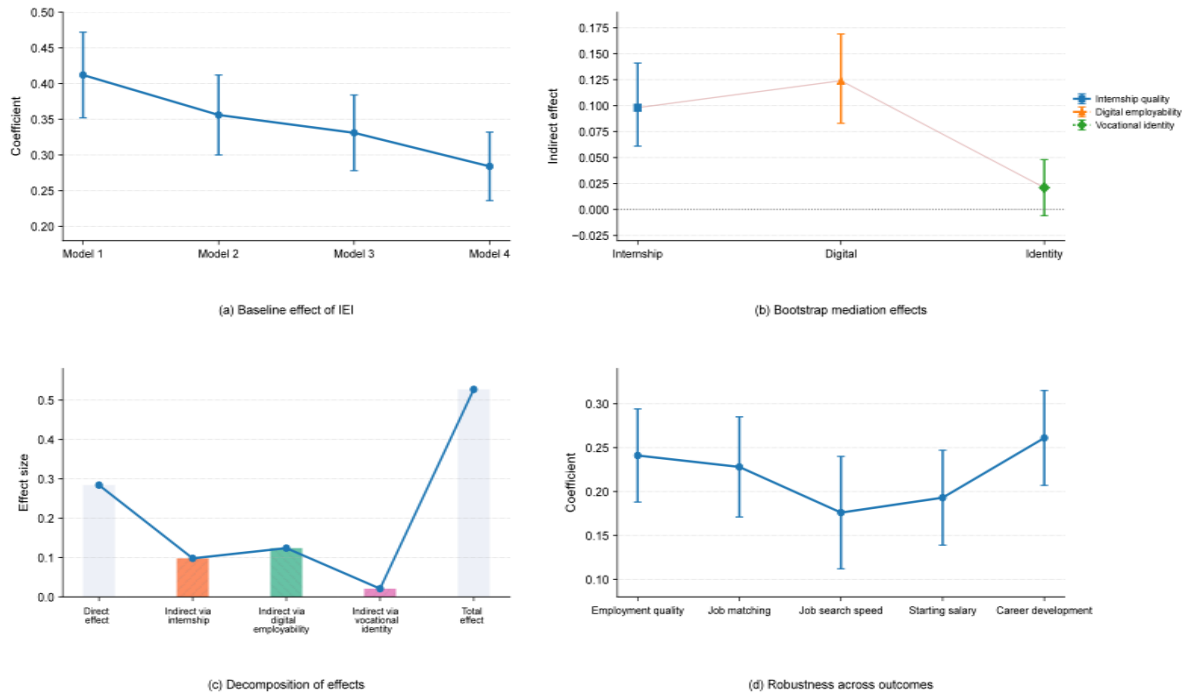 0.50
0.45
0.40
0.35
0.30
0.25
0.20
Coefficient
Model 1
Model 2
Model 3
Model 4
(a) Baseline effect of IEI
0.175
0.150
0.125
0.100
0.075
0.050
0.025
0.000
−0.025
Indirect effect
Internship
Digital
Identity
Internship quality
Digital employability
Vocational identity
(b) Bootstrap mediation effects
0.5
0.4
0.3
0.2
0.1
0.0
Effect size
Direct
effect
Indirect via
internship
Indirect via
digital
employability
Indirect via
vocational
identity
Total
effect
(c) Decomposition of effects
0.30
0.25
0.20
0.15
0.10
Coefficient
Employment quality
Job matching
Job search speed
Starting salary
Career development
(d) Robustness across outcomes